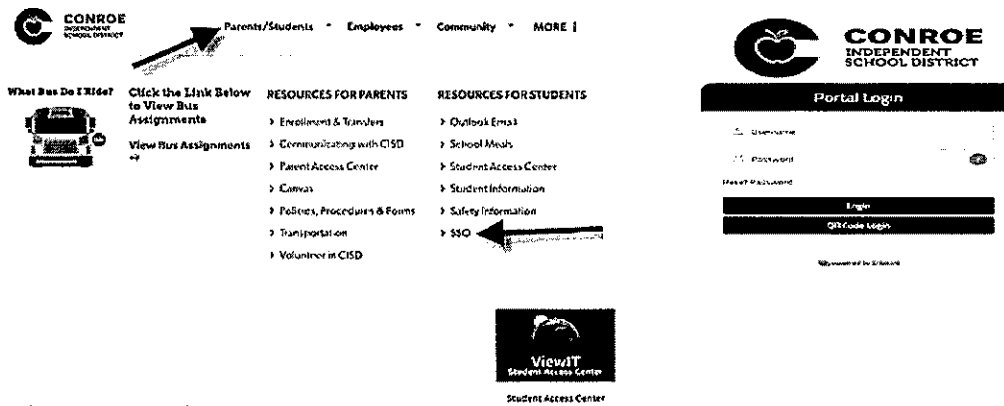 CONROE
INDEPENDENT
SCHOOL DISTRICT
Parents/Students
Employees
Community
MORE
What Bus Do I Ride?
Click the Link Below
to View Bus
Assignments
View Bus Assignments
RESOURCES FOR PARENTS
> Enrollment & Transfers
> Communicating with CISD
> Parent Access Center
> Canvas
> Policies, Procedures & Forms
> Transportation
> Volunteer in CISD
RESOURCES FOR STUDENTS
> Outlook Email
> School Meals
> Student Access Center
> Student Information
> Safety Information
> SSO
CONROE
INDEPENDENT
SCHOOL DISTRICT
Portal Login
Username
Password
Reset Password
Login
QR Code Login
ViewIT
Student Access Center
Student Access Center